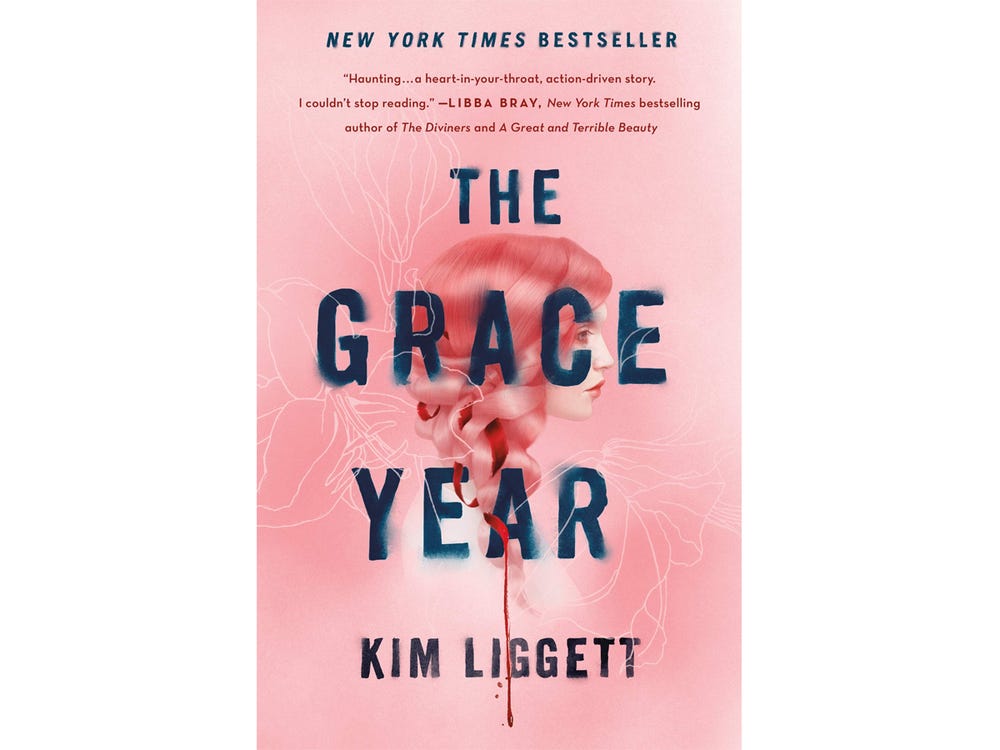 NEW YORK TIMES BESTSELLER
“Haunting...a heart-in-your-throat, action-driven story.
I couldn’t stop reading.” —LIBBA BRAY, New York Times bestselling
author of The Diviners and A Great and Terrible Beauty
THE
GRACE
YEAR
KIM LIGGETT